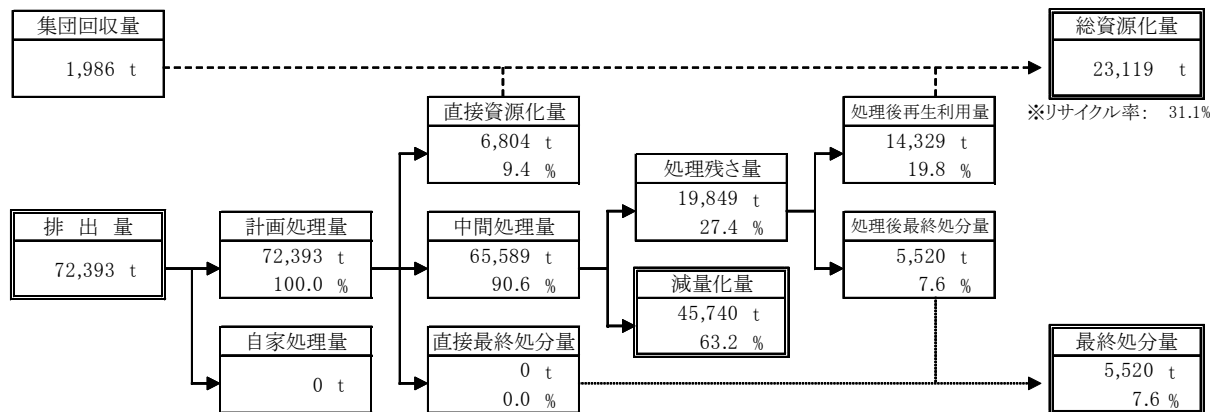 集団回収量
1,986 t
総資源化量
23,119 t
※リサイクル率: 31.1%
直接資源化量
6,804 t
9.4 %
処理後再生利用量
14,329 t
19.8 %
処理残さ量
19,849 t
27.4 %
排 出 量
72,393 t
計画処理量
72,393 t
100.0 %
中間処理量
65,589 t
90.6 %
処理後最終処分量
5,520 t
7.6 %
減量化量
45,740 t
63.2 %
自家処理量
0 t
直接最終処分量
0 t
0.0 %
最終処分量
5,520 t
7.6 %